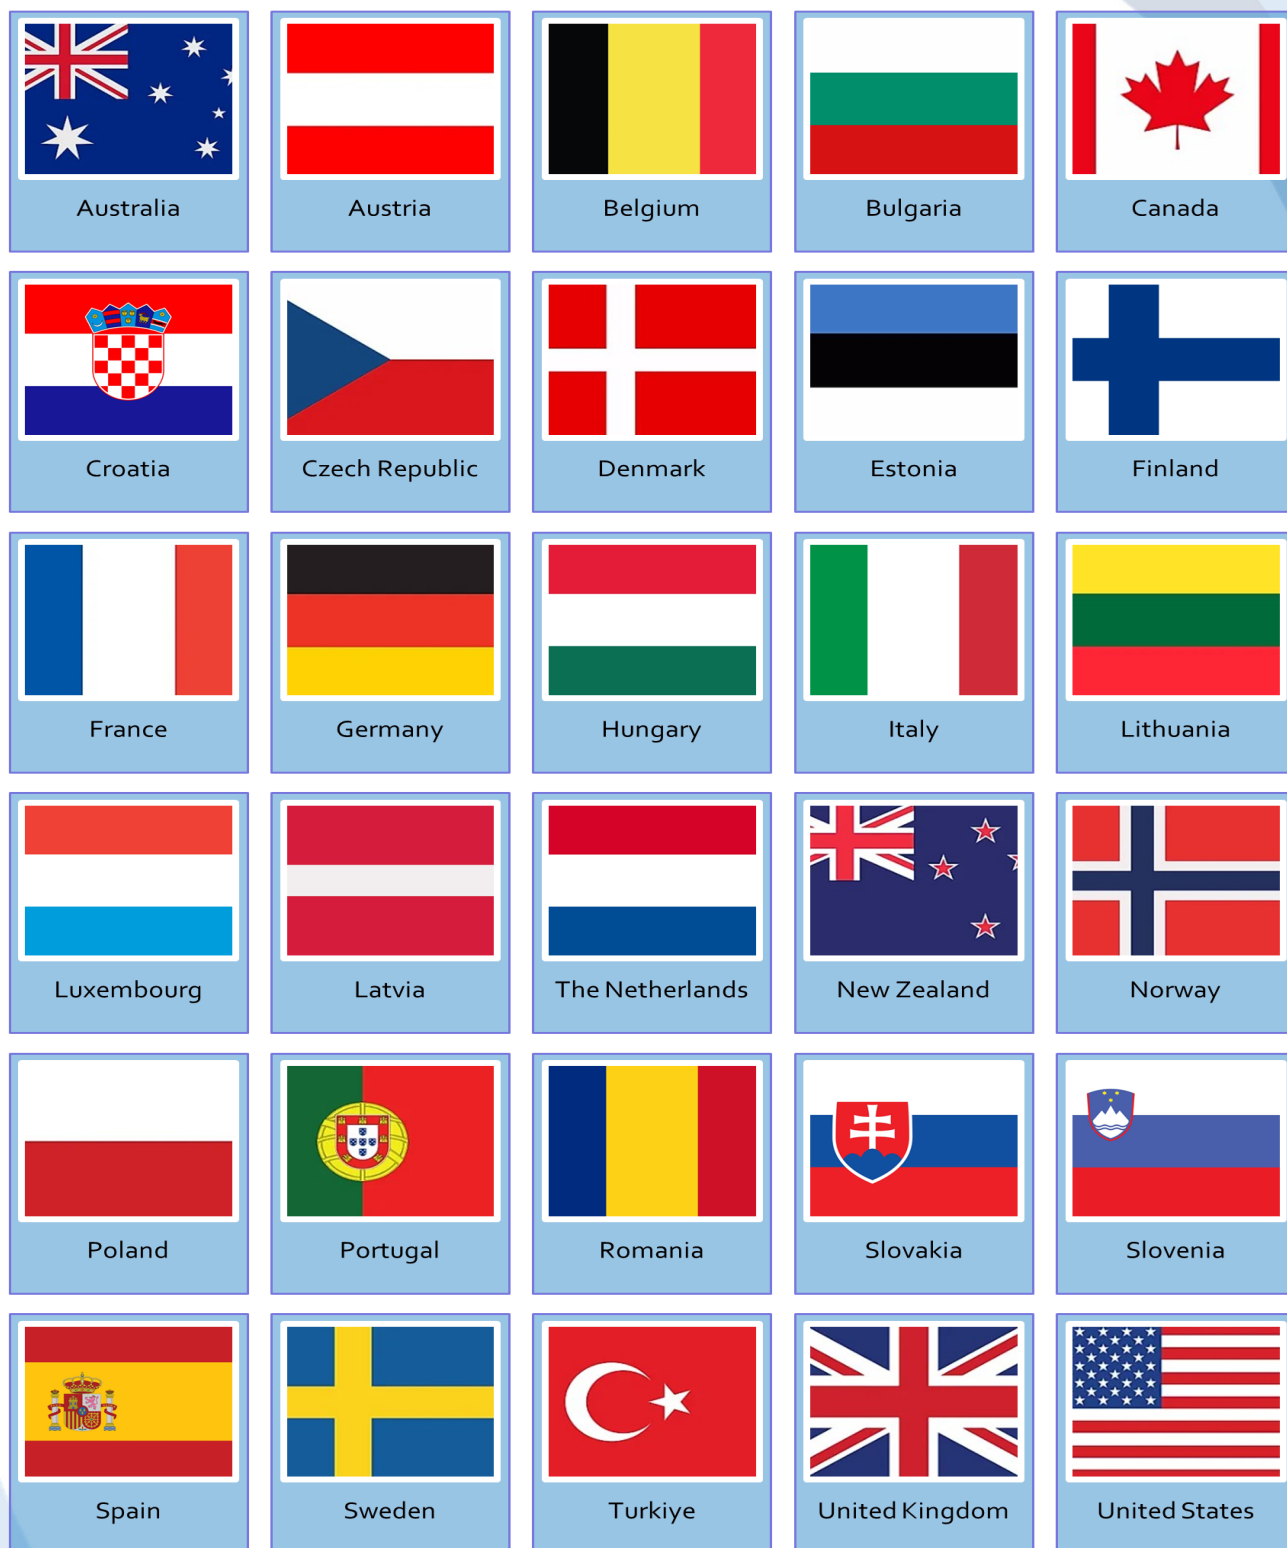 Australia
Austria
Belgium
Bulgaria
Canada
Croatia
Czech Republic
Denmark
Estonia
Finland
France
Germany
Hungary
Italy
Lithuania
Luxembourg
Latvia
The Netherlands
New Zealand
Norway
Poland
Portugal
Romania
Slovakia
Slovenia
Spain
Sweden
Turkiye
United Kingdom
United States